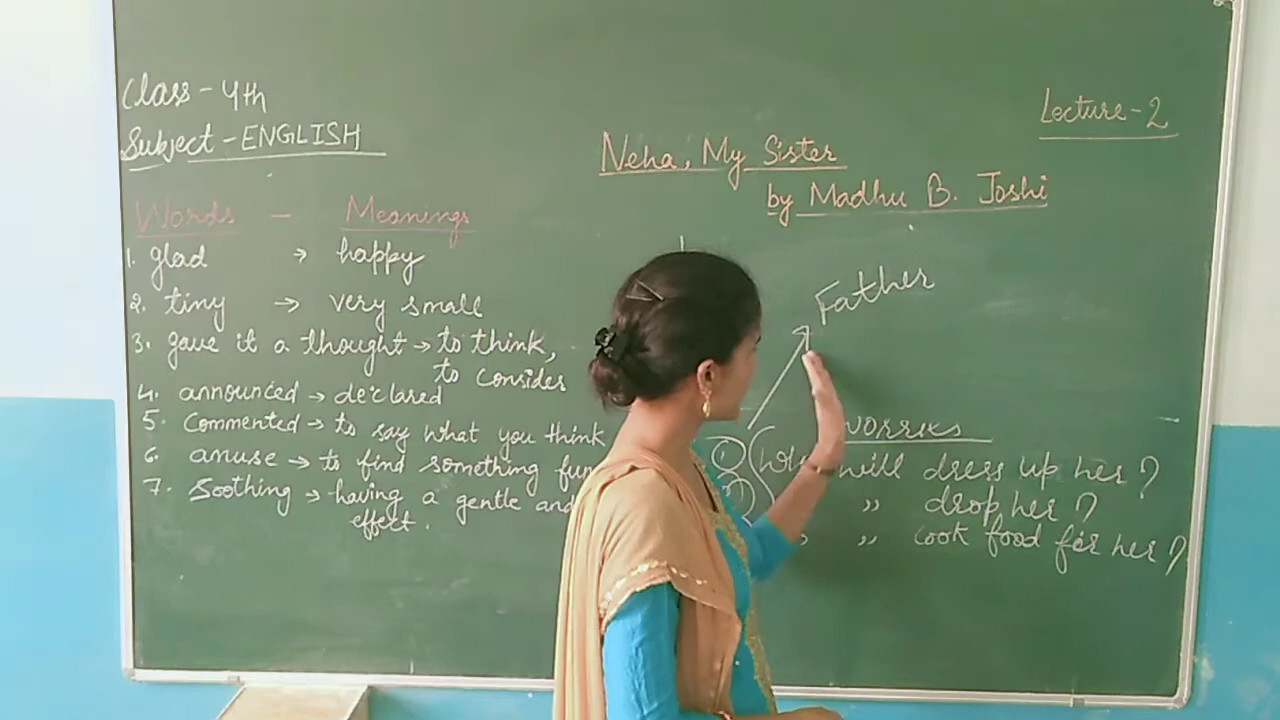 Class - 4th
Subject - ENGLISH
Lecture - 2
Neha, My Sister
by Madhu B. Joshi
Words - Meanings
1. glad → happy
2. tiny → very small
3. gave it a thought → to think,
to consider
4. announced → declared
5. Commented → to say what you think
6. amuse → to find something
7. Soothing → having a gentle and
effect.
Father
worries
① will dress up her?
② ,, drop her?
,, ,, cook food for her?